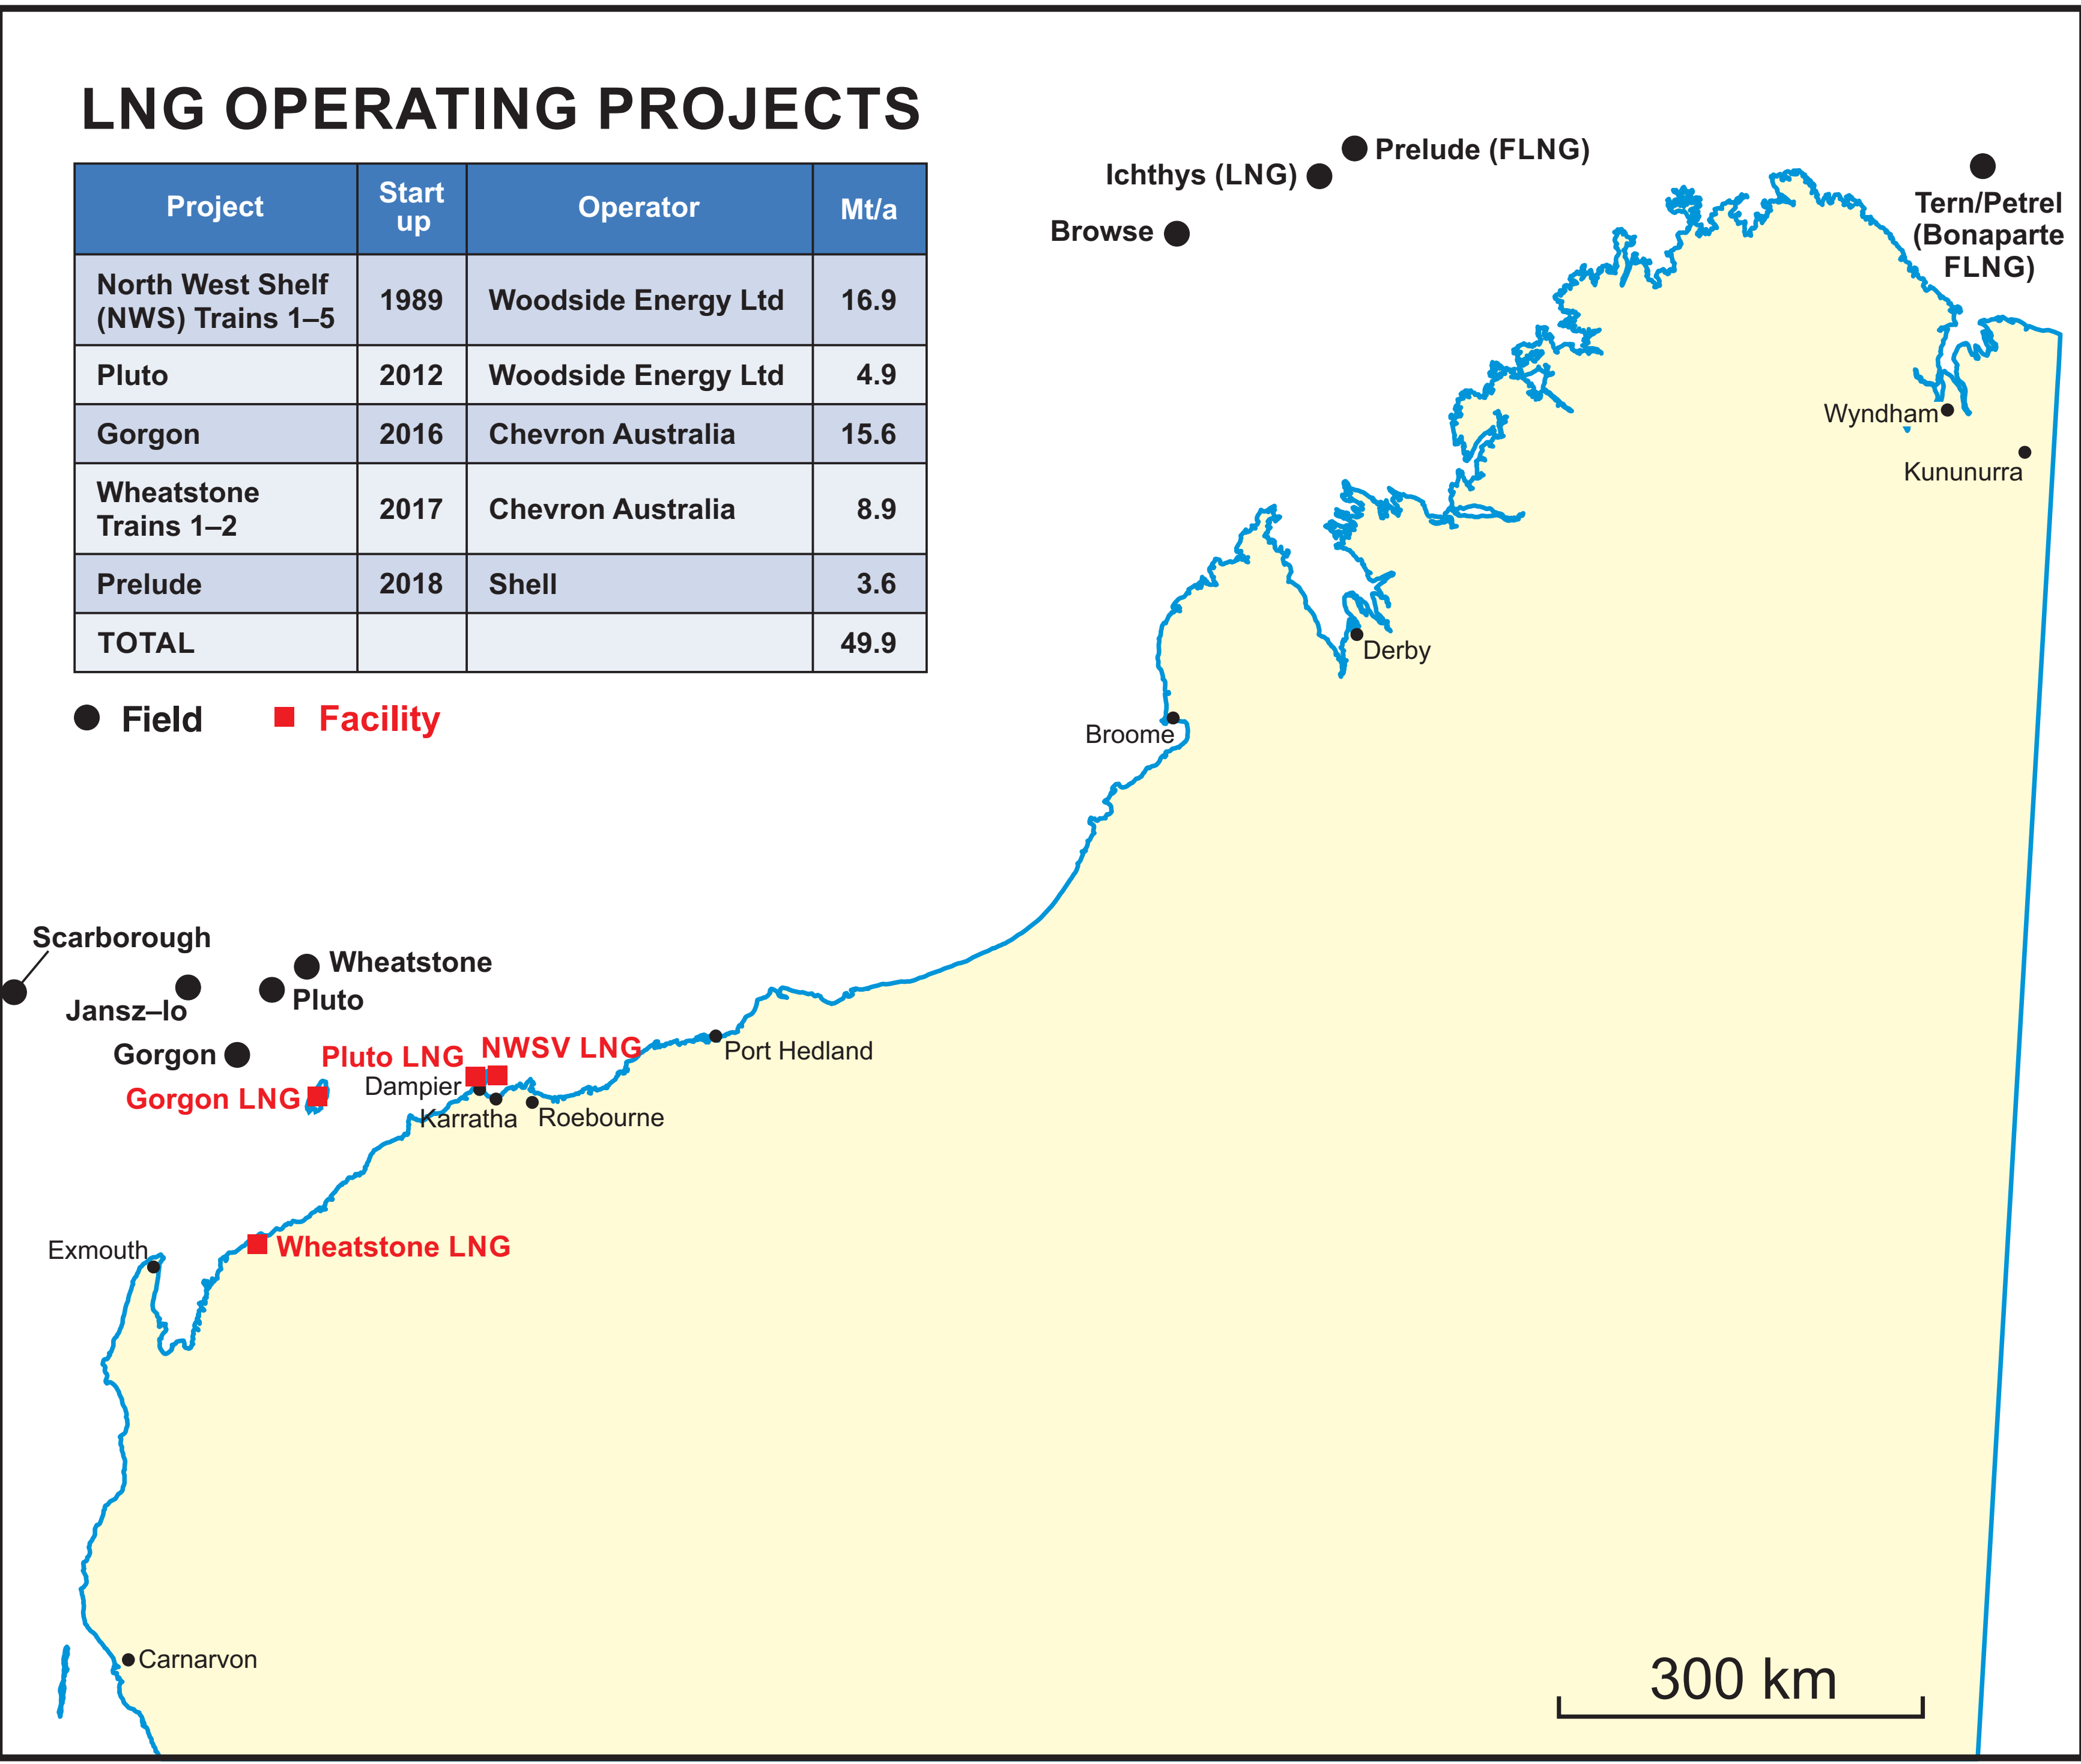 LNG OPERATING PROJECTS
Project
Start
up
Operator
Mt/a
North West Shelf
(NWS) Trains 1–5
1989
Woodside Energy Ltd
16.9
Pluto
2012
Woodside Energy Ltd
4.9
Gorgon
2016
Chevron Australia
15.6
Wheatstone
Trains 1–2
2017
Chevron Australia
8.9
Prelude
2018
Shell
3.6
TOTAL
49.9
Field
Facility
Prelude (FLNG)
Ichthys (LNG)
Browse
Tern/Petrel
(Bonaparte
FLNG)
Wyndham
Kununurra
Derby
Broome
Scarborough
Wheatstone
Jansz–Io
Pluto
Gorgon
Pluto LNG
NWSV LNG
Port Hedland
Gorgon LNG
Dampier
Karratha
Roebourne
Exmouth
Wheatstone LNG
Carnarvon
300 km